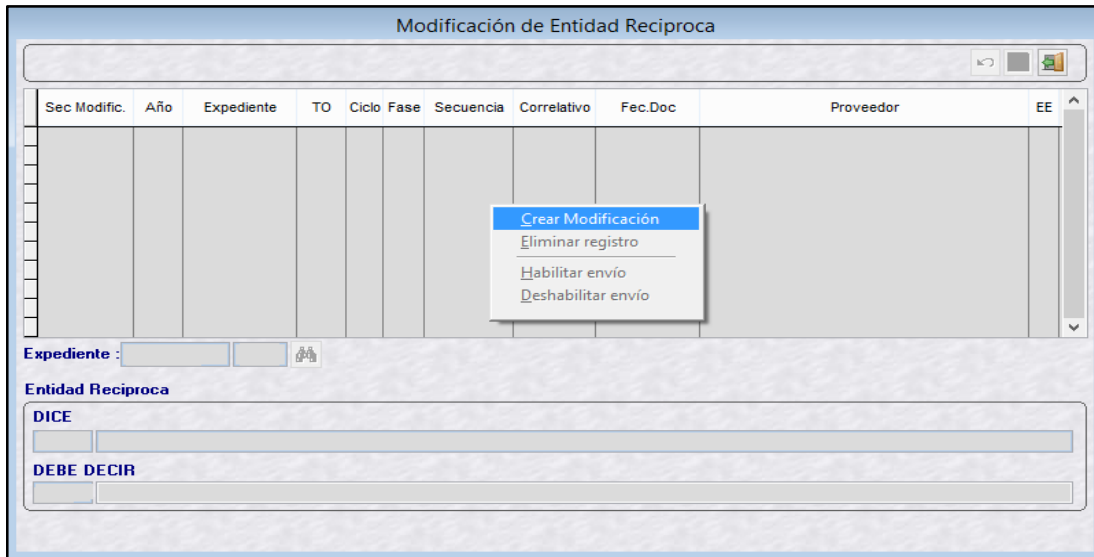 Modificación de Entidad Reciproca
Sec Modific. Año Expediente TO Ciclo Fase Secuencia Correlativo Fec.Doc Proveedor EE
Crear Modificación
Eliminar registro
Habilitar envío
Deshabilitar envío
Expediente :
Entidad Reciproca
DICE
DEBE DECIR